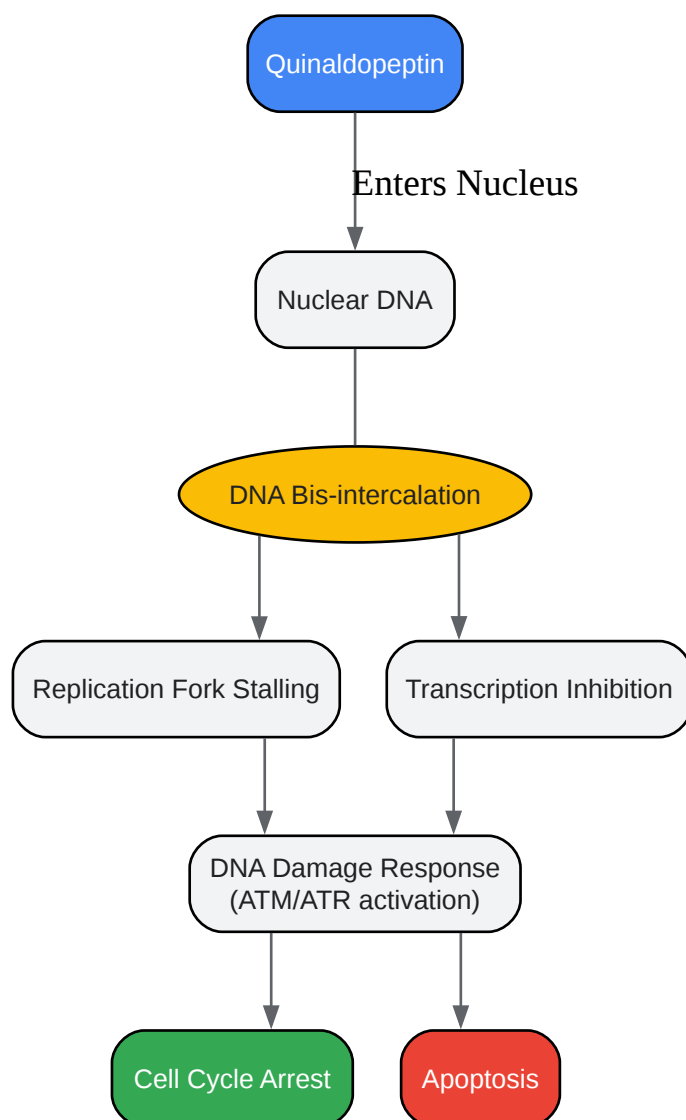 Quinaldopeptin
Enters Nucleus
Nuclear DNA
DNA Bis-intercalation
Replication Fork Stalling
Transcription Inhibition
DNA Damage Response
(ATM/ATR activation)
Cell Cycle Arrest
Apoptosis